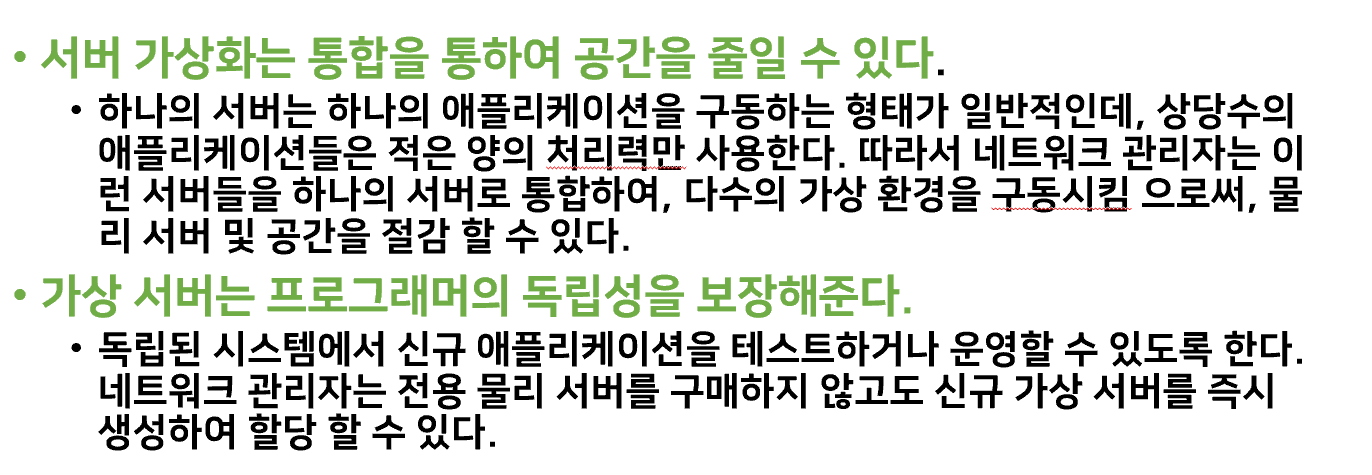 • 서버 가상화는 통합을 통하여 공간을 줄일 수 있다.
• 하나의 서버는 하나의 애플리케이션을 구동하는 형태가 일반적인데, 상당수의
애플리케이션들은 적은 양의 처리력만 사용한다. 따라서 네트워크 관리자는 이
런 서버들을 하나의 서버로 통합하여, 다수의 가상 환경을 구동시킴 으로써, 물
리 서버 및 공간을 절감 할 수 있다.
• 가상 서버는 프로그래머의 독립성을 보장해준다.
• 독립된 시스템에서 신규 애플리케이션을 테스트하거나 운영할 수 있도록 한다.
네트워크 관리자는 전용 물리 서버를 구매하지 않고도 신규 가상 서버를 즉시
생성하여 할당 할 수 있다.